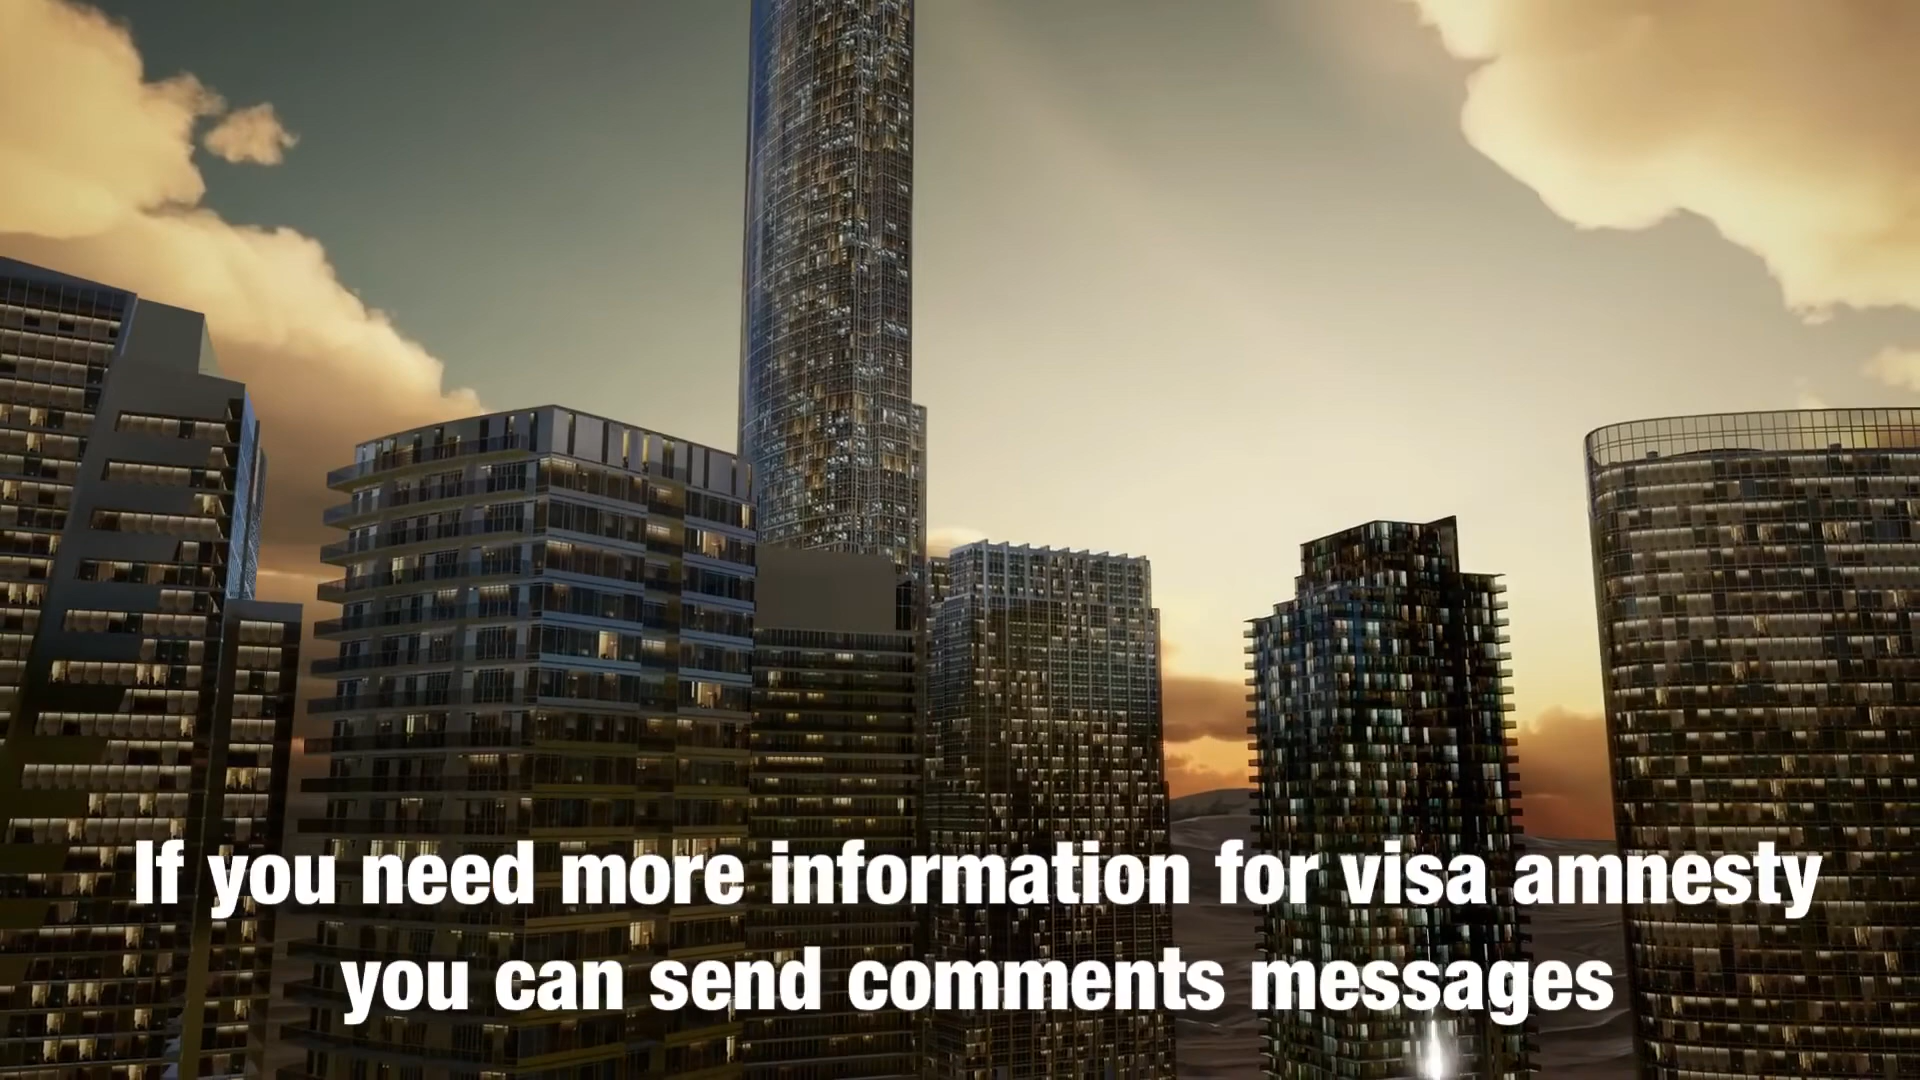 If you need more information for visa amnesty
you can send comments messages